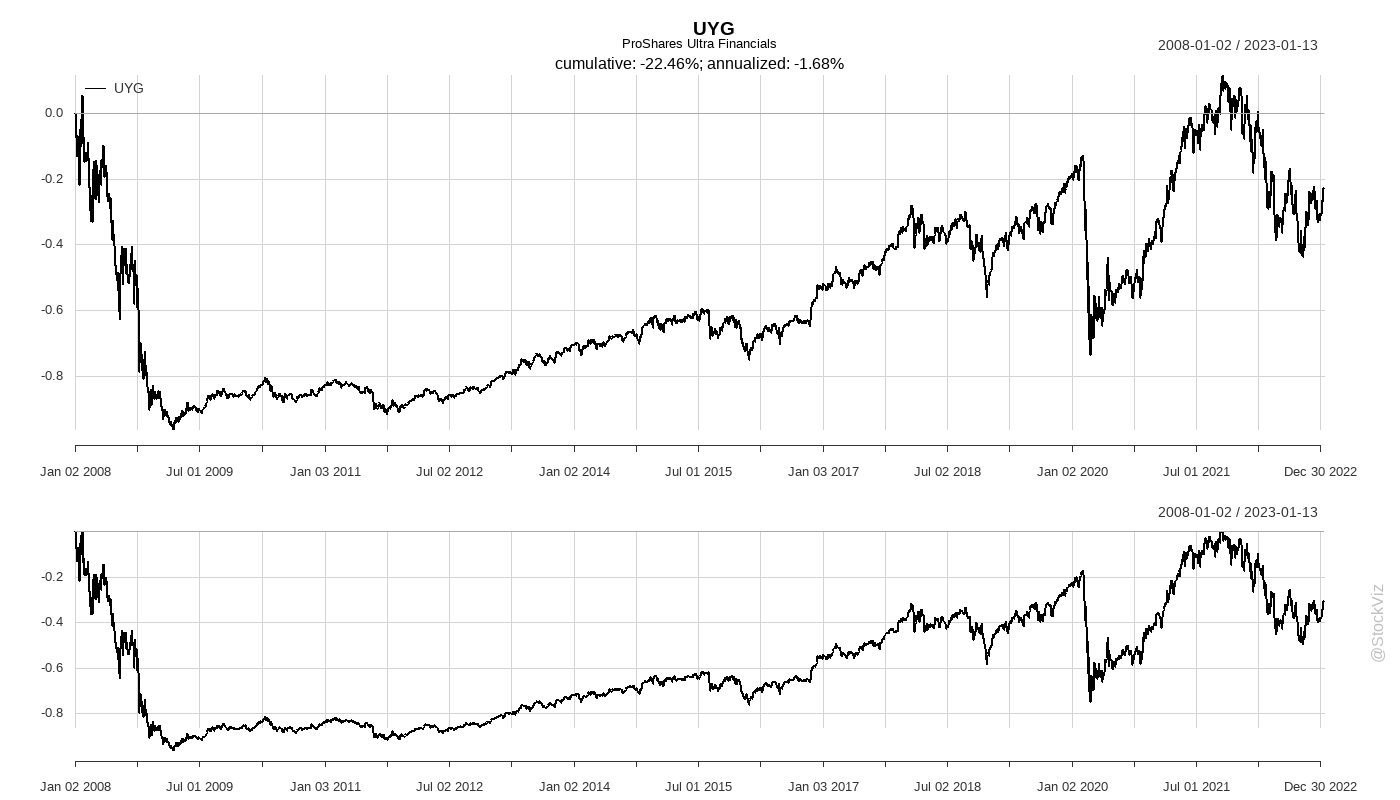 UYG
ProShares Ultra Financials
cumulative: -22.46%; annualized: -1.68%
2008-01-02 / 2023-01-13
UYG
0.0
-0.2
-0.4
-0.6
-0.8
Jan 02 2008 Jul 01 2009 Jan 03 2011 Jul 02 2012 Jan 02 2014 Jul 01 2015 Jan 03 2017 Jul 02 2018 Jan 02 2020 Jul 01 2021 Dec 30 2022
2008-01-02 / 2023-01-13
-0.2
-0.4
-0.6
-0.8
Jan 02 2008 Jul 01 2009 Jan 03 2011 Jul 02 2012 Jan 02 2014 Jul 01 2015 Jan 03 2017 Jul 02 2018 Jan 02 2020 Jul 01 2021 Dec 30 2022
@StockViz